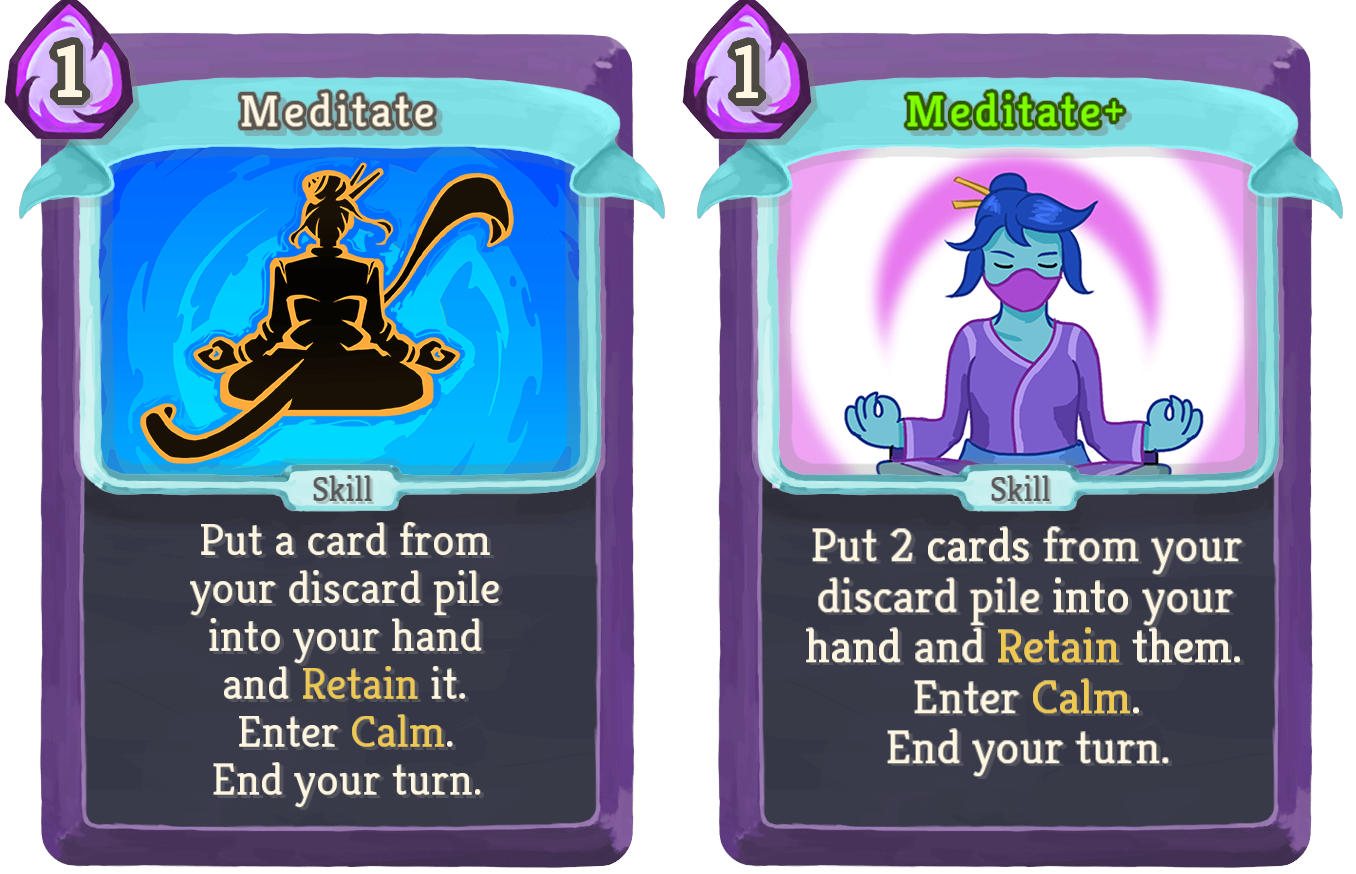 1
Meditate
Skill
Put a card from
your discard pile
into your hand
and Retain it.
Enter Calm.
End your turn.
1
Meditate+
Skill
Put 2 cards from your
discard pile into your
hand and Retain them.
Enter Calm.
End your turn.